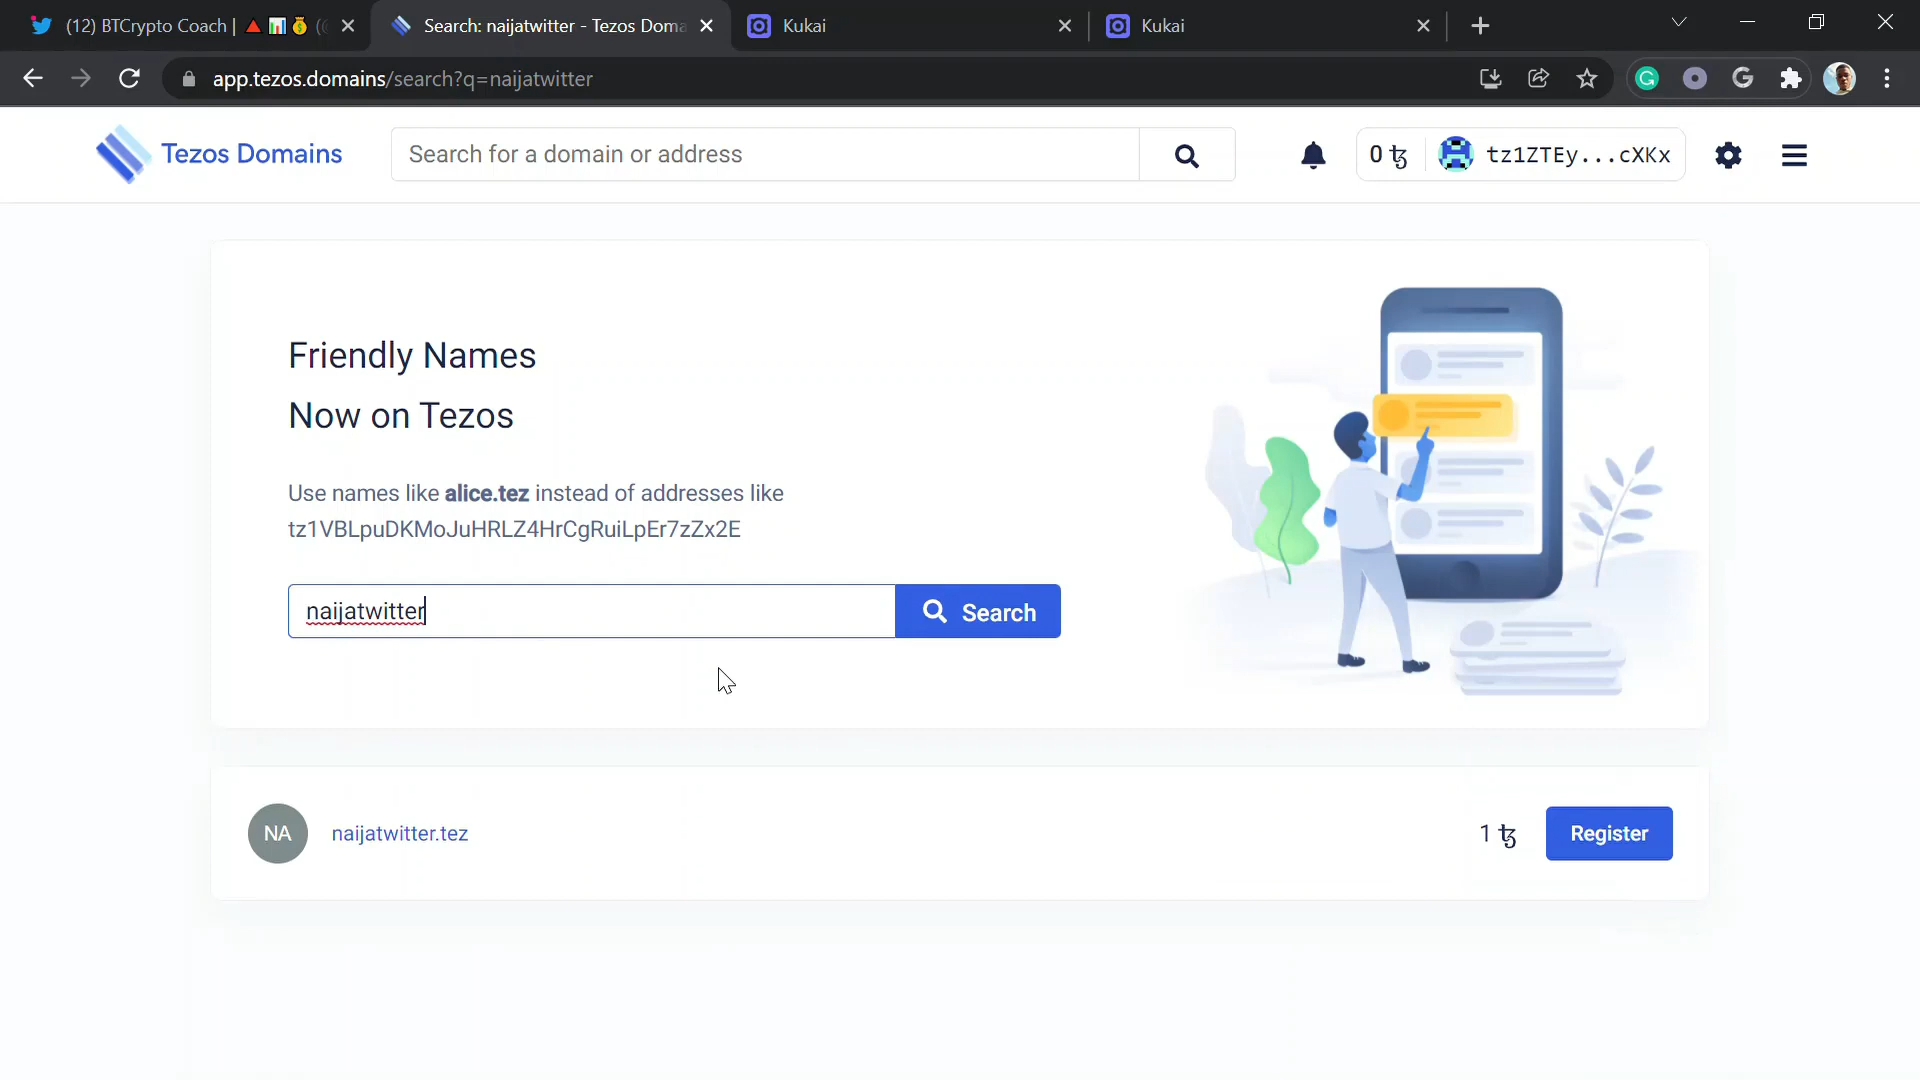 (12) BTCrypto Coach |
Search: naijatwitter - Tezos Doma
Kukai
Kukai
app.tezos.domains/search?q=naijatwitter
Tezos Domains
Search for a domain or address
0 ꜩ
tz1ZTEy...cXKx
Friendly Names
Now on Tezos
Use names like alice.tez instead of addresses like
tz1VBLpuDKMoJuHRLZ4HrCgRuiLpEr7zZx2E
naijatwitter
Search
NA
naijatwitter.tez
1 ꜩ
Register